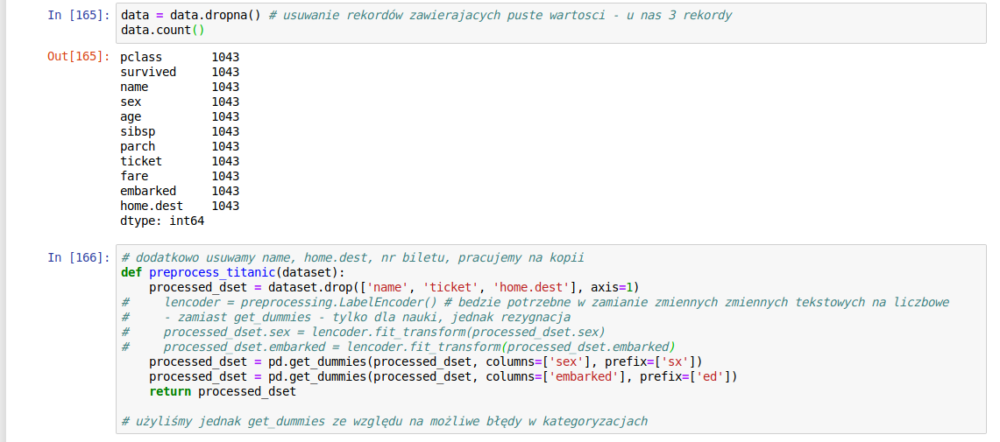 In [165]: data = data.dropna() # usuwanie rekordów zawierajacych puste wartosci - u nas 3 rekordy
data.count()
Out[165]: pclass 1043
survived 1043
name 1043
sex 1043
age 1043
sibsp 1043
parch 1043
ticket 1043
fare 1043
embarked 1043
home.dest 1043
dtype: int64
In [166]: # dodatkowo usuwamy name, home.dest, nr biletu, pracujemy na kopii
def preprocess_titanic(dataset):
    processed_dset = dataset.drop(['name', 'ticket', 'home.dest'], axis=1)
#     lencoder = preprocessing.LabelEncoder() # bedzie potrzebne w zamianie zmiennych zmiennych tekstowych na liczbowe
#     - zamiast get_dummies - tylko dla nauki, jednak rezygnacja
#     processed_dset.sex = lencoder.fit_transform(processed_dset.sex)
#     processed_dset.embarked = lencoder.fit_transform(processed_dset.embarked)
    processed_dset = pd.get_dummies(processed_dset, columns=['sex'], prefix=['sx'])
    processed_dset = pd.get_dummies(processed_dset, columns=['embarked'], prefix=['ed'])
    return processed_dset
# użyliśmy jednak get_dummies ze względu na możliwe błędy w kategoryzacjach